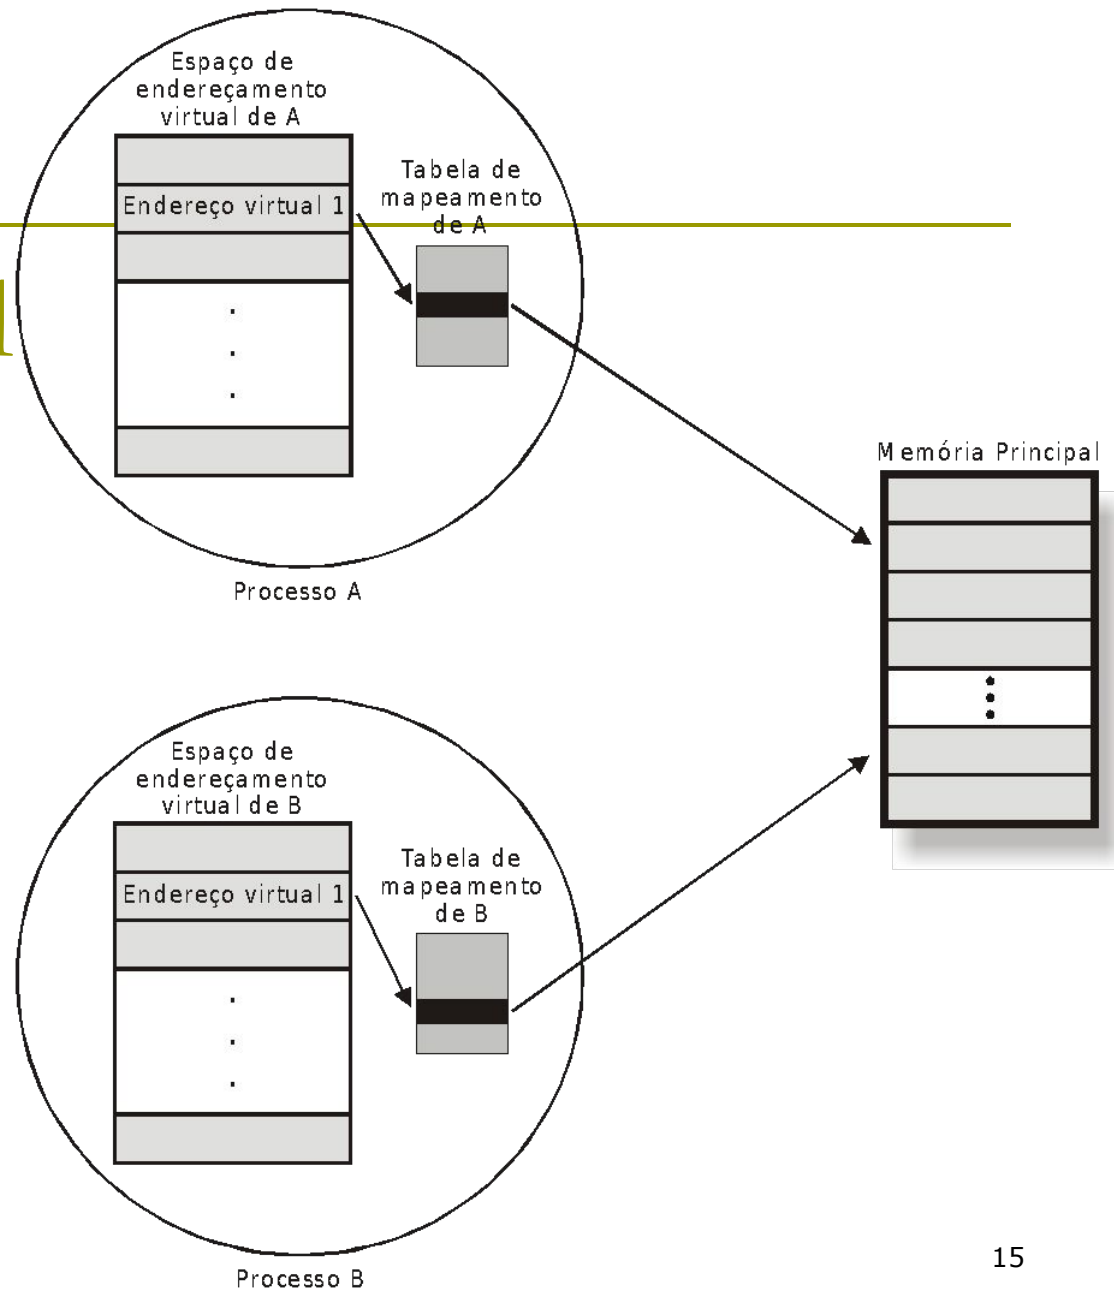 Espaço de
endereçamento
virtual de A
Endereço virtual 1
Tabela de
mapeamento
de A
Processo A
Memória Principal
Espaço de
endereçamento
virtual de B
Endereço virtual 1
Tabela de
mapeamento
de B
Processo B
15